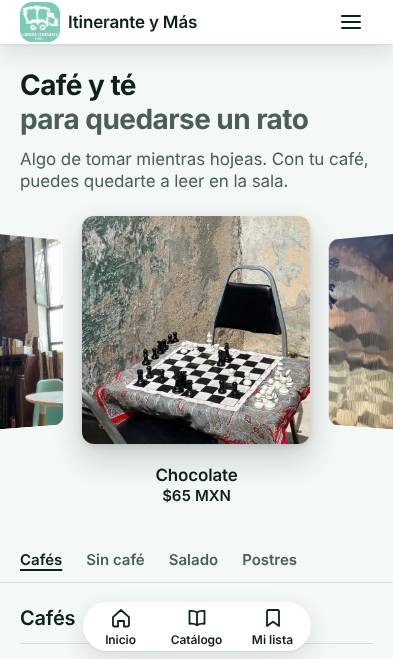 Itinerante y Más
Café y té
para quedarse un rato
Algo de tomar mientras hojeas. Con tu café,
puedes quedarte a leer en la sala.
Chocolate
$65 MXN
Cafés Sin café Salado Postres
Cafés
Inicio Catálogo Mi lista